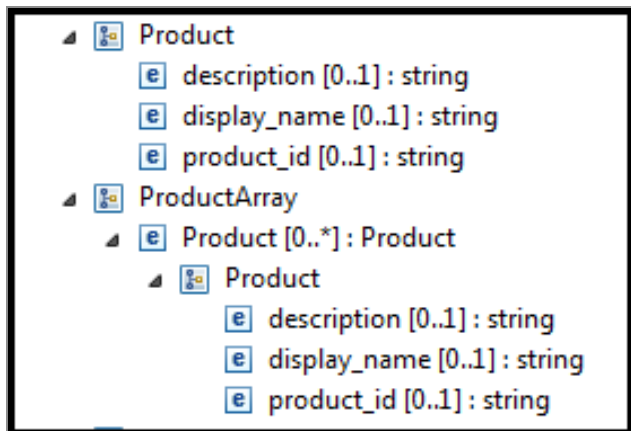 Product
e description [0..1] : string
e display_name [0..1] : string
e product_id [0..1] : string
ProductArray
e Product [0..*] : Product
Product
e description [0..1] : string
e display_name [0..1] : string
e product_id [0..1] : string